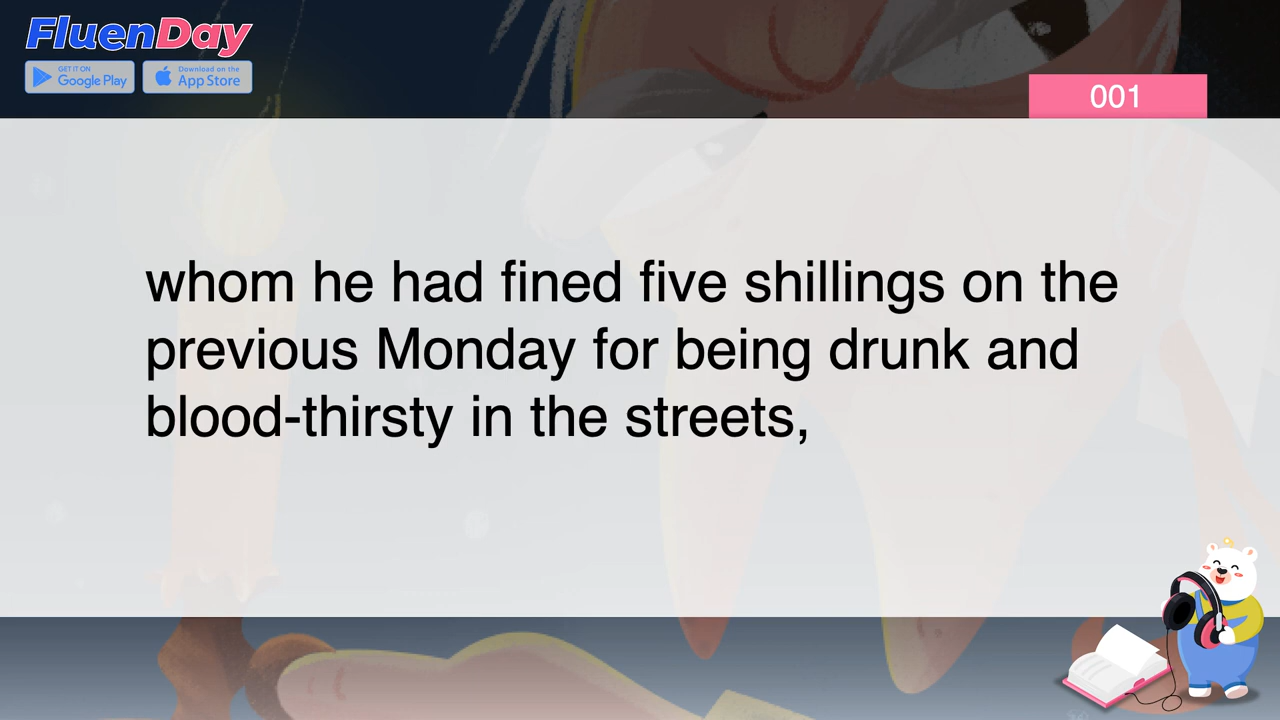 FluenDay
GET IT ON
Google Play
Download on the
App Store
001
whom he had fined five shillings on the
previous Monday for being drunk and
blood-thirsty in the streets,